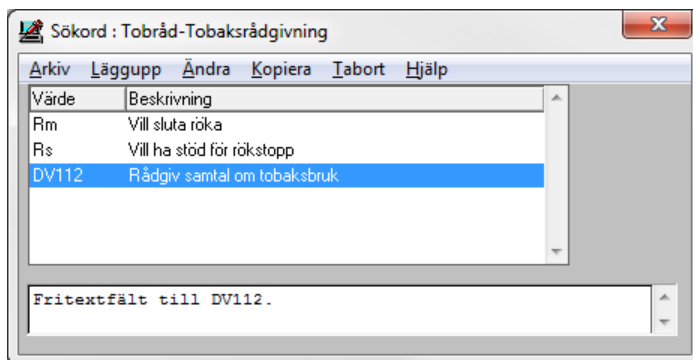 Sökord : Tobråd-Tobaksrådgivning
Arkiv Läggupp Ändra Kopiera Tabort Hjälp
Värde Beskrivning
Rm Vill sluta röka
Rs Vill ha stöd för rökstopp
DV112 Rådgiv samtal om tobaksbruk
Fritextfält till DV112.